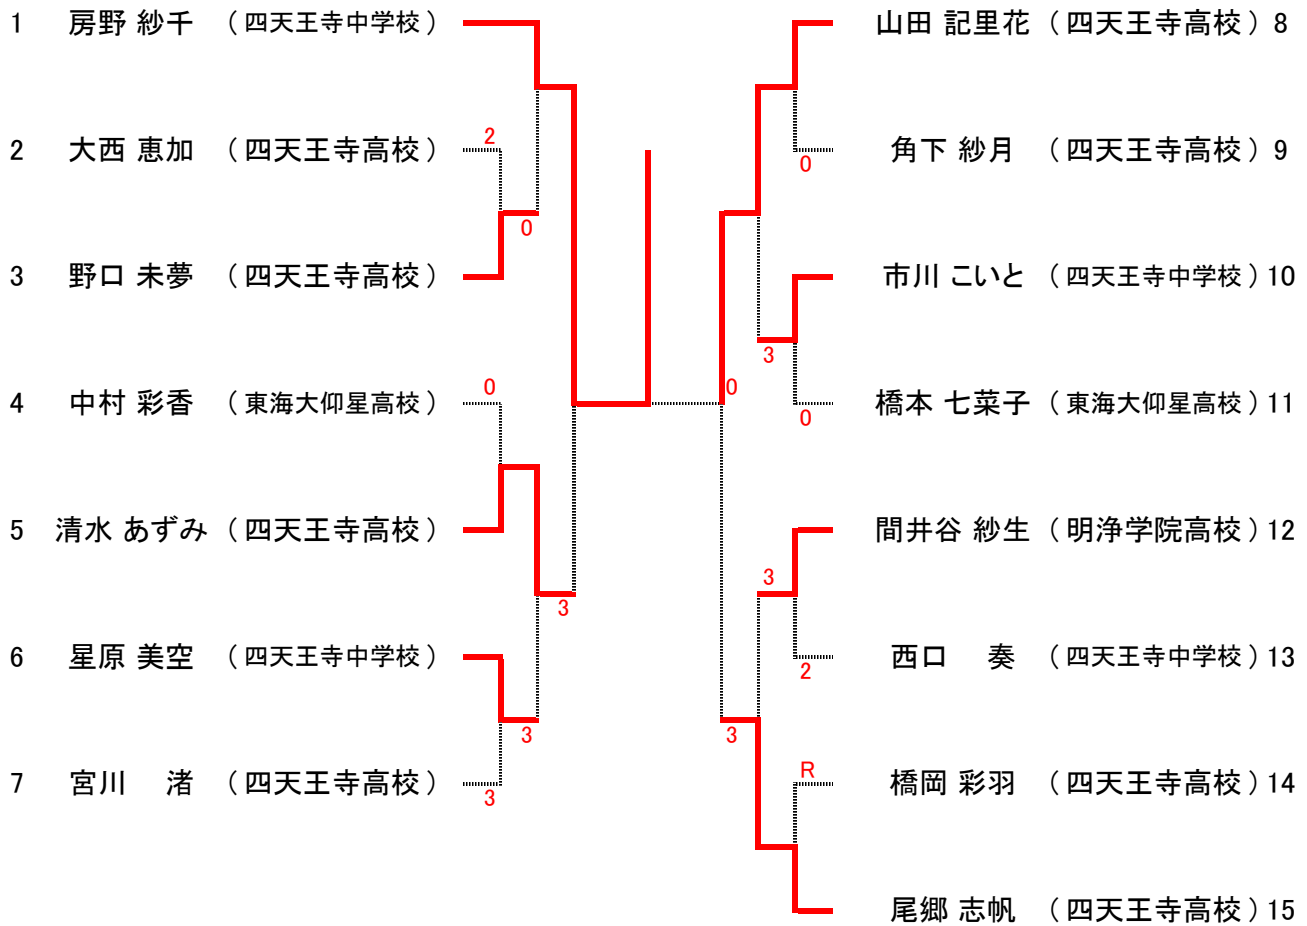 1 房野 紗千 （四天王寺中学校） 山田 記里花 （四天王寺高校） 8
2
2 大西 恵加 （四天王寺高校） 角下 紗月 （四天王寺高校） 9
0
0
3 野口 未夢 （四天王寺高校） 市川 こいと （四天王寺中学校） 10
3
0 0
4 中村 彩香 （東海大仰星高校） 橋本 七菜子 （東海大仰星高校） 11
0
5 清水 あずみ （四天王寺高校） 間井谷 紗生 （明浄学院高校） 12
3
3
6 星原 美空 （四天王寺中学校） 西口 奏 （四天王寺中学校） 13
2
3 3
R
7 宮川 渚 （四天王寺高校） 橋岡 彩羽 （四天王寺高校） 14
3
尾郷 志帆 （四天王寺高校） 15